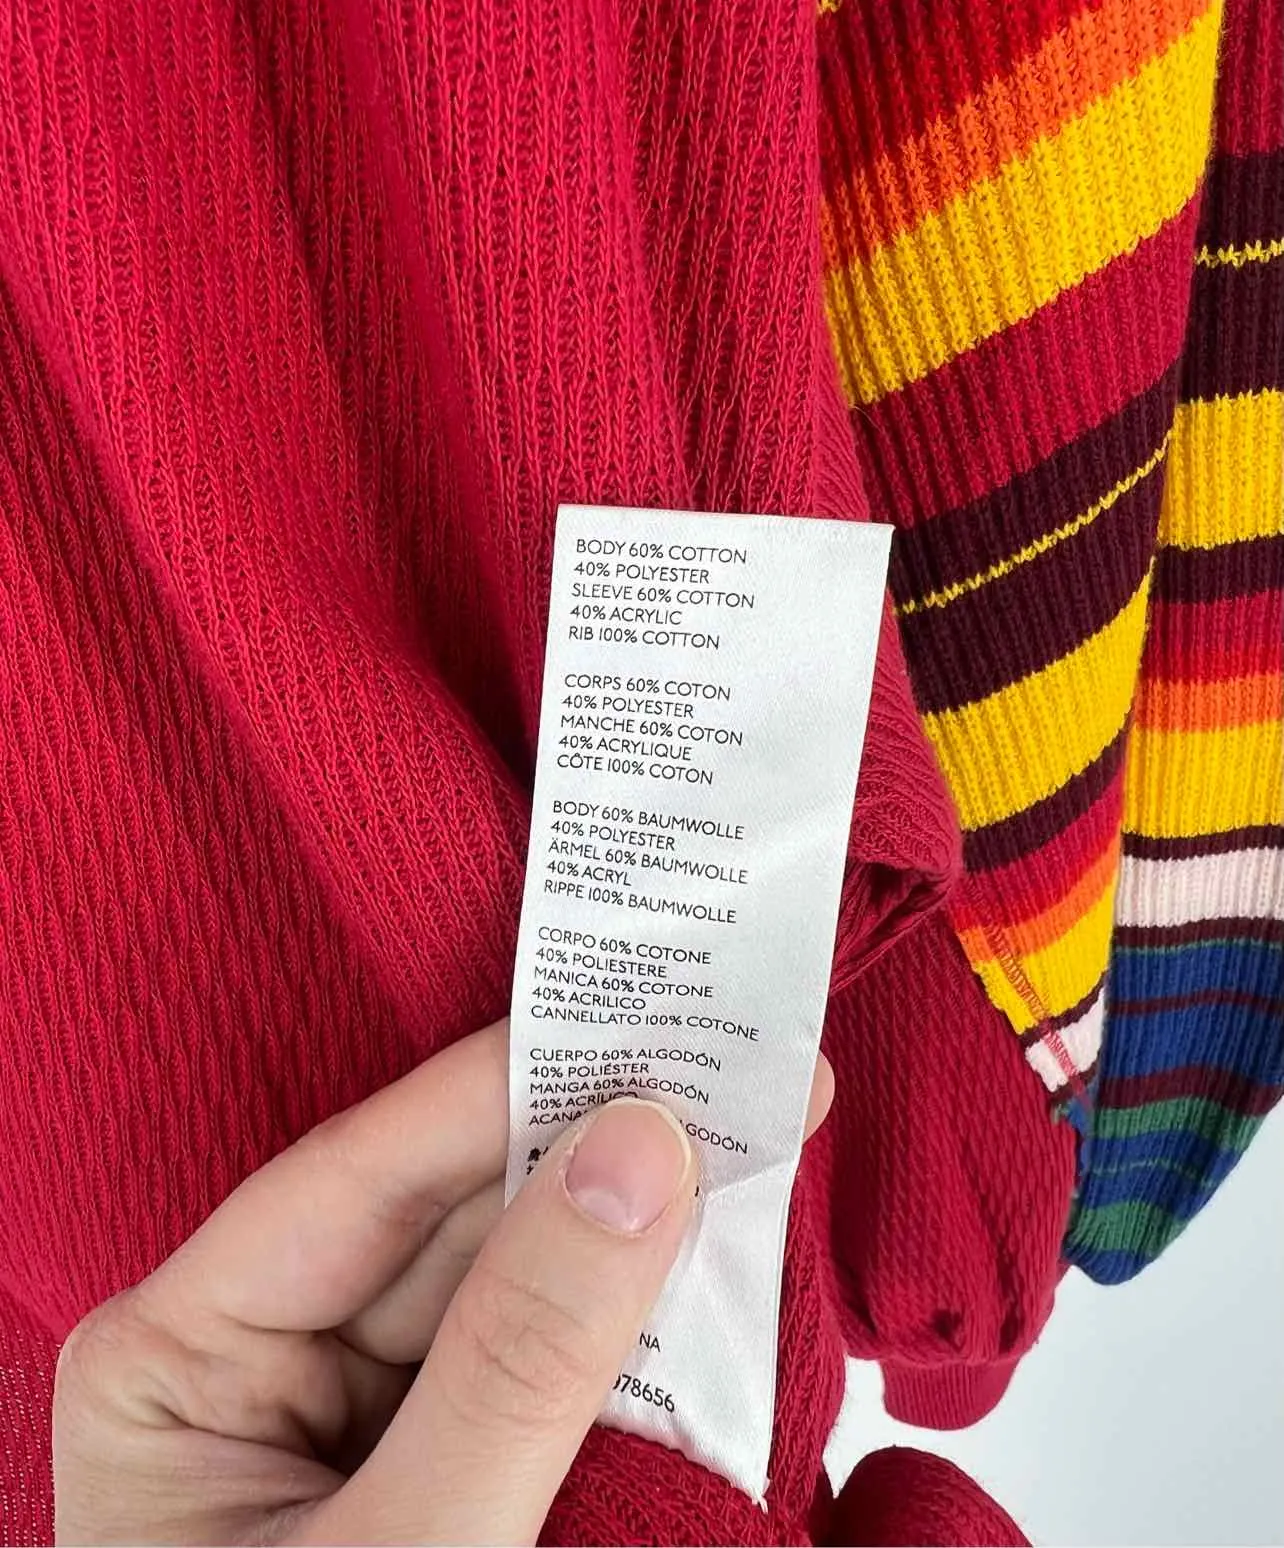 BODY 60% COTTON
40% POLYESTER
SLEEVE 60% COTTON
40% ACRYLIC
RIB 100% COTTON
CORPS 60% COTON
40% POLYESTER
MANCHE 60% COTON
40% ACRYLIQUE
CÔTE 100% COTON
BODY 60% BAUMWOLLE
40% POLYESTER
ÄRMEL 60% BAUMWOLLE
40% ACRYL
RIPPE 100% BAUMWOLLE
CORPO 60% COTONE
40% POLIESTERE
MANICA 60% COTONE
40% ACRILICO
CANNELLATO 100% COTONE
CUERPO 60% ALGODÓN
40% POLIÉSTER
MANGA 60% ALGODÓN
40% ACRÍLICO